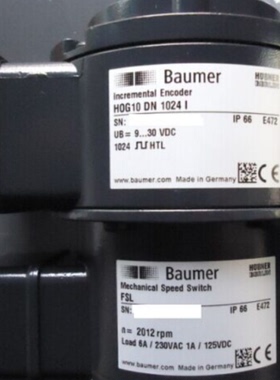 Baumer
HÜBNER
Incremental Encoder
HOG10 DN 1024 I
SN:
IP 66 E472
UB = 9...30 VDC
1024 HTL
www.baumer.com Made in Germany
Baumer
HÜBNER
Mechanical Speed Switch
FSL
SN:
IP 66 E472
n = 2012 rpm
Load 6A / 230VAC 1A / 125VDC
www.baumer.com Made in Germany